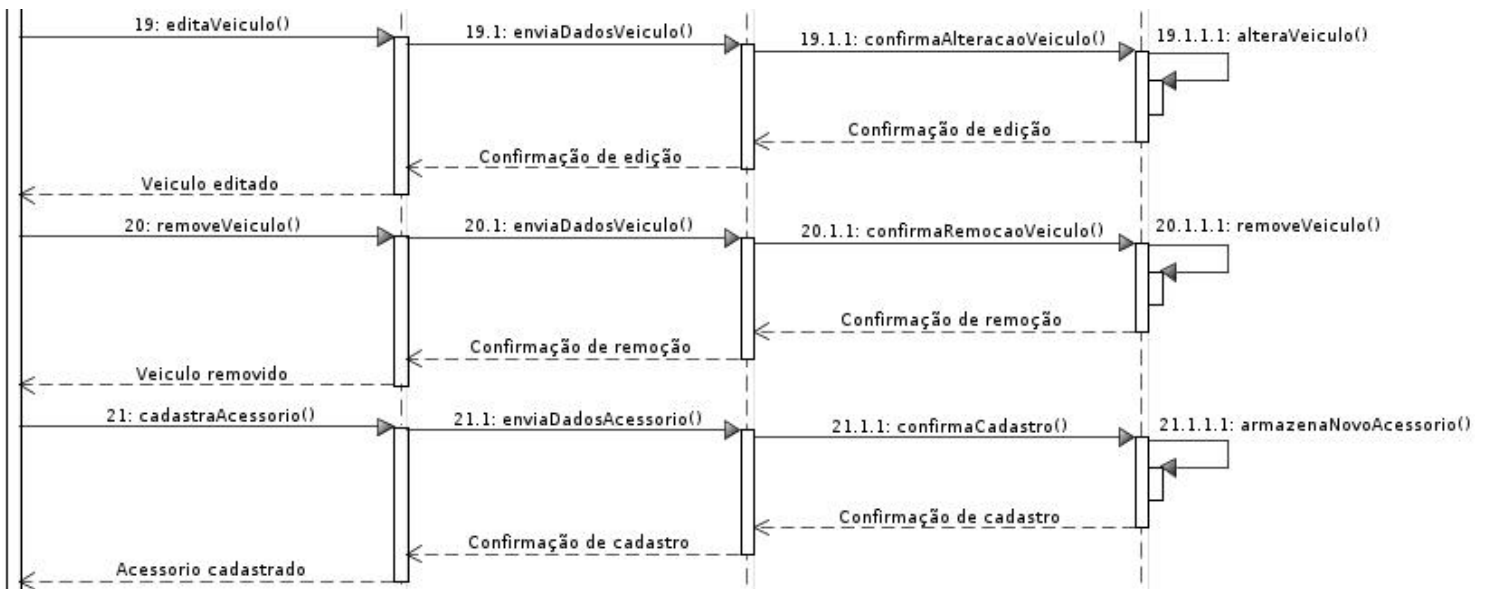 19: editaVeiculo()
19.1: enviaDadosVeiculo()
19.1.1: confirmaAlteracaoVeiculo()
19.1.1.1: alteraVeiculo()
Confirmação de edição
Confirmação de edição
Veiculo editado
20: removeVeiculo()
20.1: enviaDadosVeiculo()
20.1.1: confirmaRemocaoVeiculo()
20.1.1.1: removeVeiculo()
Confirmação de remoção
Confirmação de remoção
Veiculo removido
21: cadastraAcessorio()
21.1: enviaDadosAcessorio()
21.1.1: confirmaCadastro()
21.1.1.1: armazenaNovoAcessorio()
Confirmação de cadastro
Confirmação de cadastro
Acessorio cadastrado